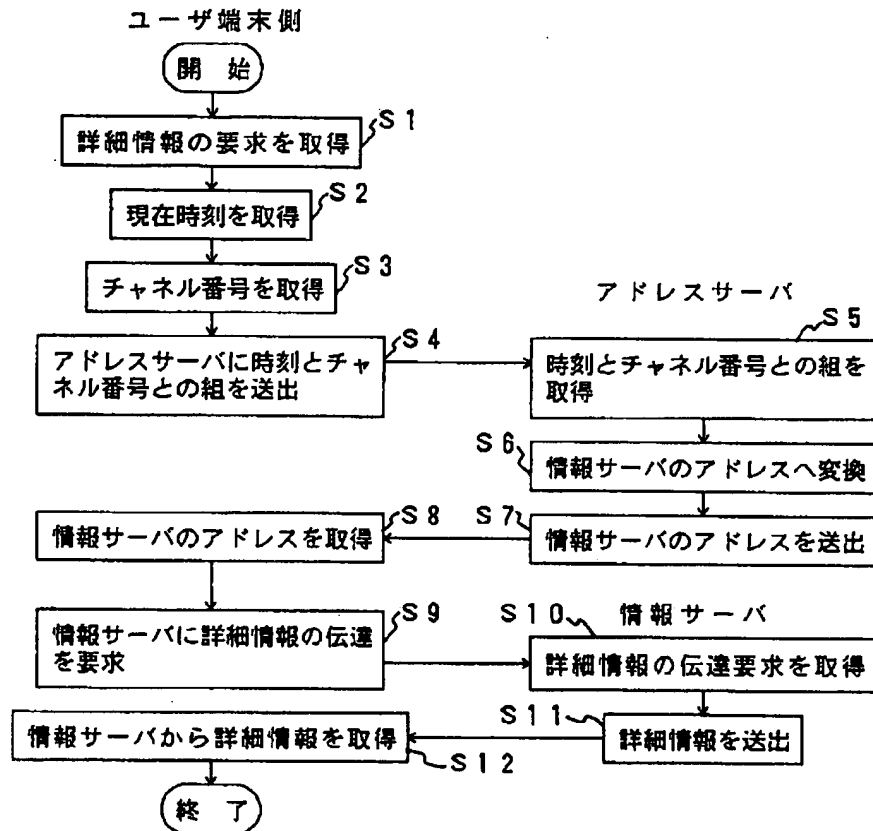 ユーザ端末側
開 始
S1
詳細情報の要求を取得
S2
現在時刻を取得
S3
チャネル番号を取得
S4
アドレスサーバに時刻とチャ
ネル番号との組を送出
アドレスサーバ
S5
時刻とチャネル番号との組を
取得
S6
情報サーバのアドレスへ変換
S7
情報サーバのアドレスを送出
S8
情報サーバのアドレスを取得
S9
情報サーバに詳細情報の伝達
を要求
情報サーバ
S10
詳細情報の伝達要求を取得
S11
詳細情報を送出
S12
情報サーバから詳細情報を取得
終 了